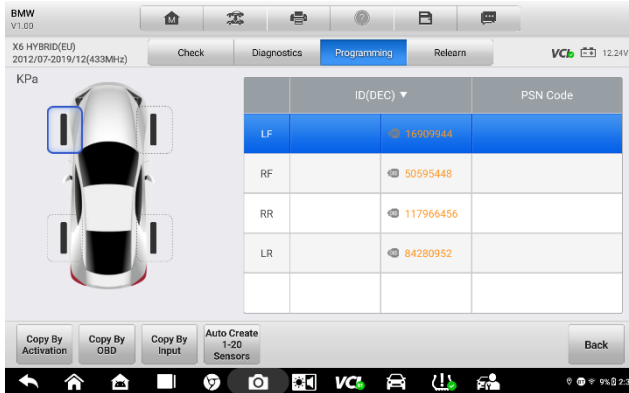 BMW
V1.00
X6 HYBRID(EU)
2012/07-2019/12(433MHz)
Check
Diagnostics
Programming
Relearn
VCI 12.24V
KPa
ID(DEC) ▼
PSN Code
LF 16909944
RF 50595448
RR 117966456
LR 84280952
Copy By
Activation
Copy By
OBD
Copy By
Input
Auto Create
1-20
Sensors
Back
VCI
9%